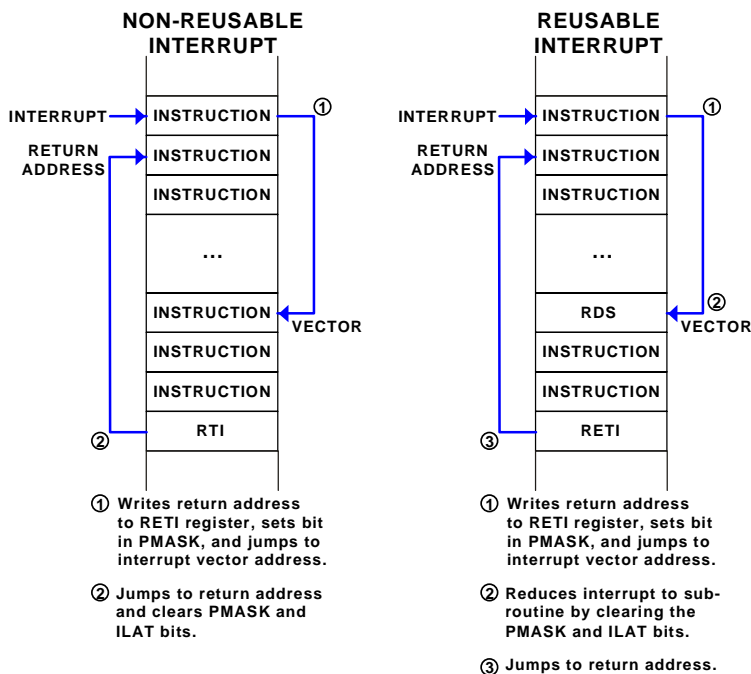 NON-REUSABLE
INTERRUPT
INTERRUPT
INSTRUCTION
①
RETURN
ADDRESS
INSTRUCTION
INSTRUCTION
...
INSTRUCTION
VECTOR
INSTRUCTION
INSTRUCTION
②
RTI
① Writes return address
to RETI register, sets bit
in PMASK, and jumps to
interrupt vector address.
② Jumps to return address
and clears PMASK and
ILAT bits.
REUSABLE
INTERRUPT
INTERRUPT
INSTRUCTION
①
RETURN
ADDRESS
INSTRUCTION
INSTRUCTION
...
RDS
②
VECTOR
INSTRUCTION
INSTRUCTION
③
RETI
① Writes return address
to RETI register, sets bit
in PMASK, and jumps to
interrupt vector address.
② Reduces interrupt to sub-
routine by clearing the
PMASK and ILAT bits.
③ Jumps to return address.